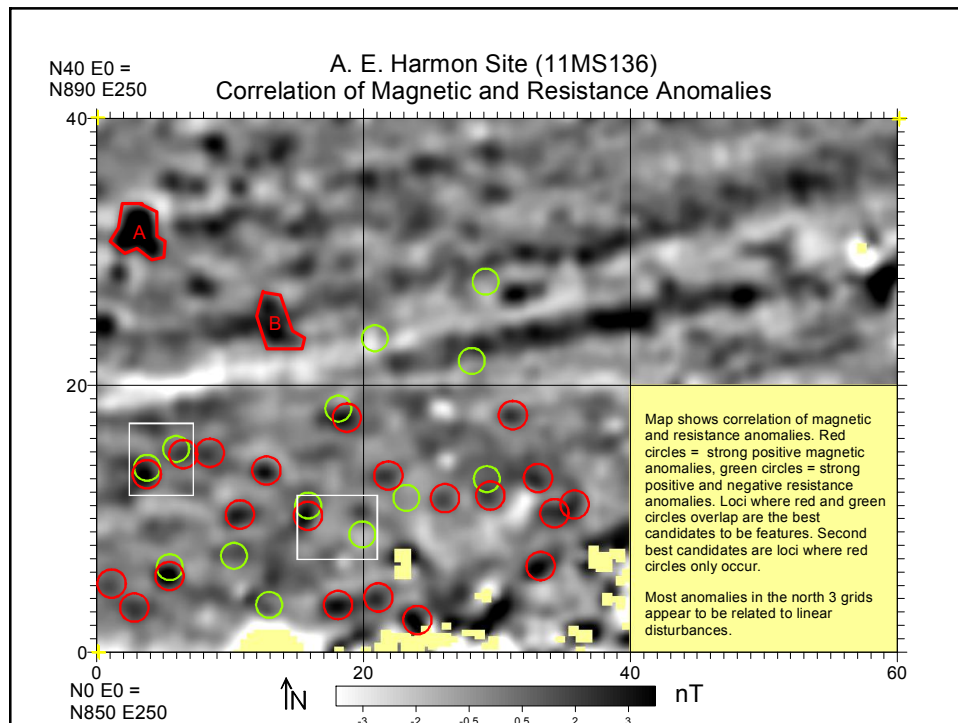 A. E. Harmon Site (11MS136)
Correlation of Magnetic and Resistance Anomalies
N40 E0 =
N890 E250
40
A
B
20
Map shows correlation of magnetic
and resistance anomalies. Red
circles = strong positive magnetic
anomalies, green circles = strong
positive and negative resistance
anomalies. Loci where red and green
circles overlap are the best
candidates to be features. Second
best candidates are loci where red
circles only occur.
Most anomalies in the north 3 grids
appear to be related to linear
disturbances.
0
0 20 40 60
N0 E0 =
N850 E250
N
nT
-3 -2 -0.5 0.5 2 3